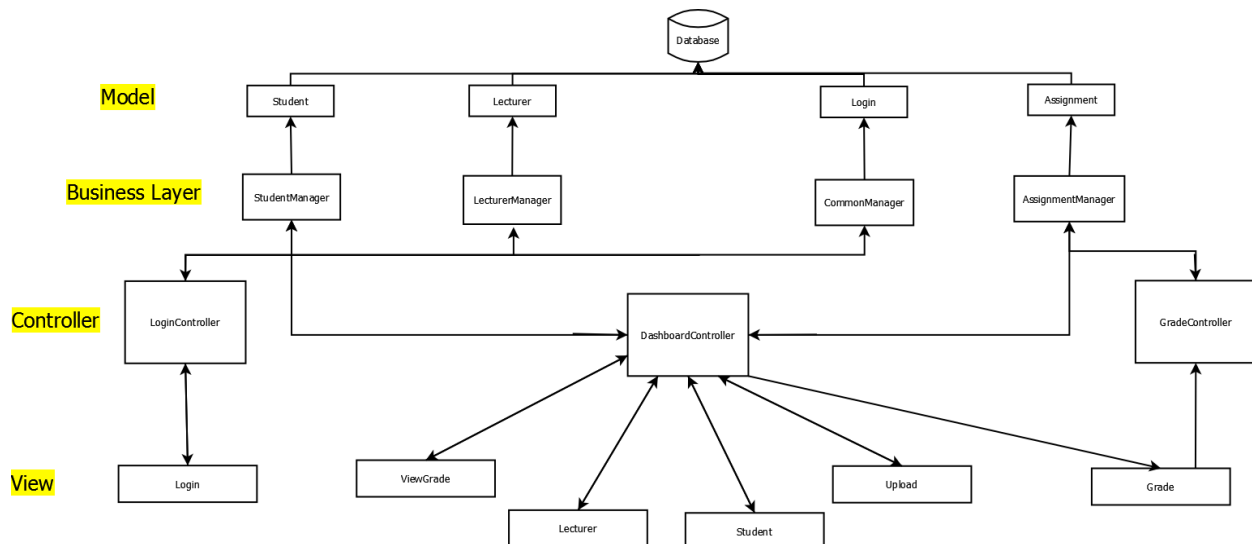 Database
Model
Student
Lecturer
Login
Assignment
Business Layer
StudentManager
LecturerManager
CommonManager
AssignmentManager
Controller
LoginController
DashboardController
GradeController
View
Login
ViewGrade
Lecturer
Student
Upload
Grade